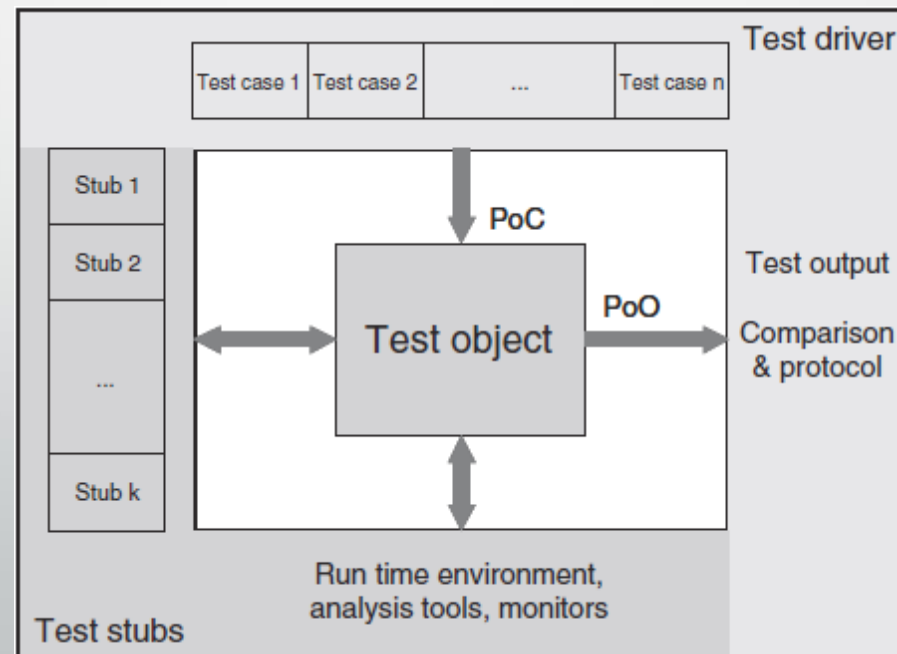 Test driver
Test case 1
Test case 2
...
Test case n
Stub 1
Stub 2
...
Stub k
PoC
Test object
PoO
Test output
Comparison
& protocol
Run time environment,
analysis tools, monitors
Test stubs